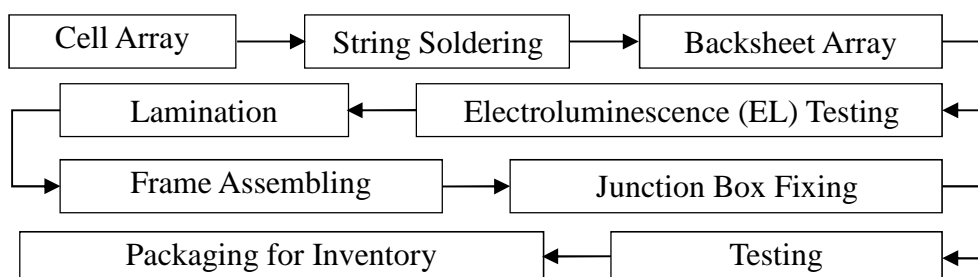 Cell Array
String Soldering
Backsheet Array
Electroluminescence (EL) Testing
Lamination
Frame Assembling
Junction Box Fixing
Testing
Packaging for Inventory